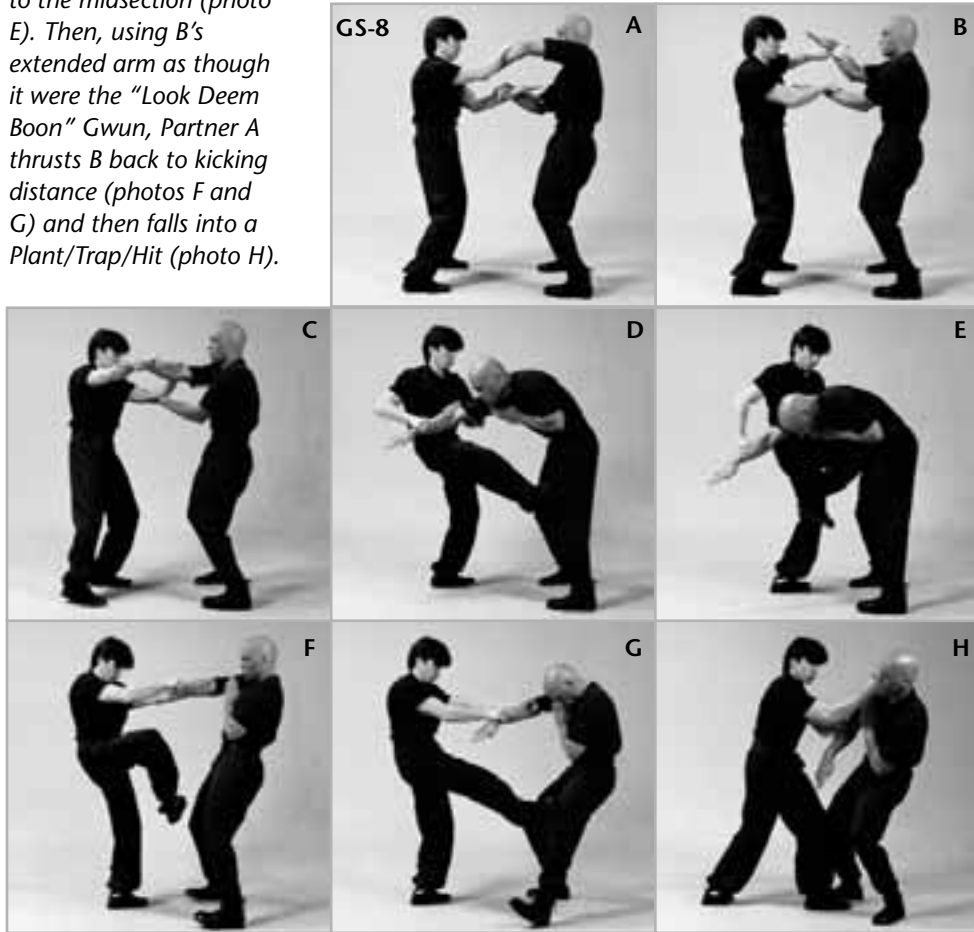 to the midsection (photo
E). Then, using B's
extended arm as though
it were the “Look Deem
Boon” Gwun, Partner A
thrusts B back to kicking
distance (photos F and
G) and then falls into a
Plant/Trap/Hit (photo H).
GS-8
A
B
C
D
E
F
G
H